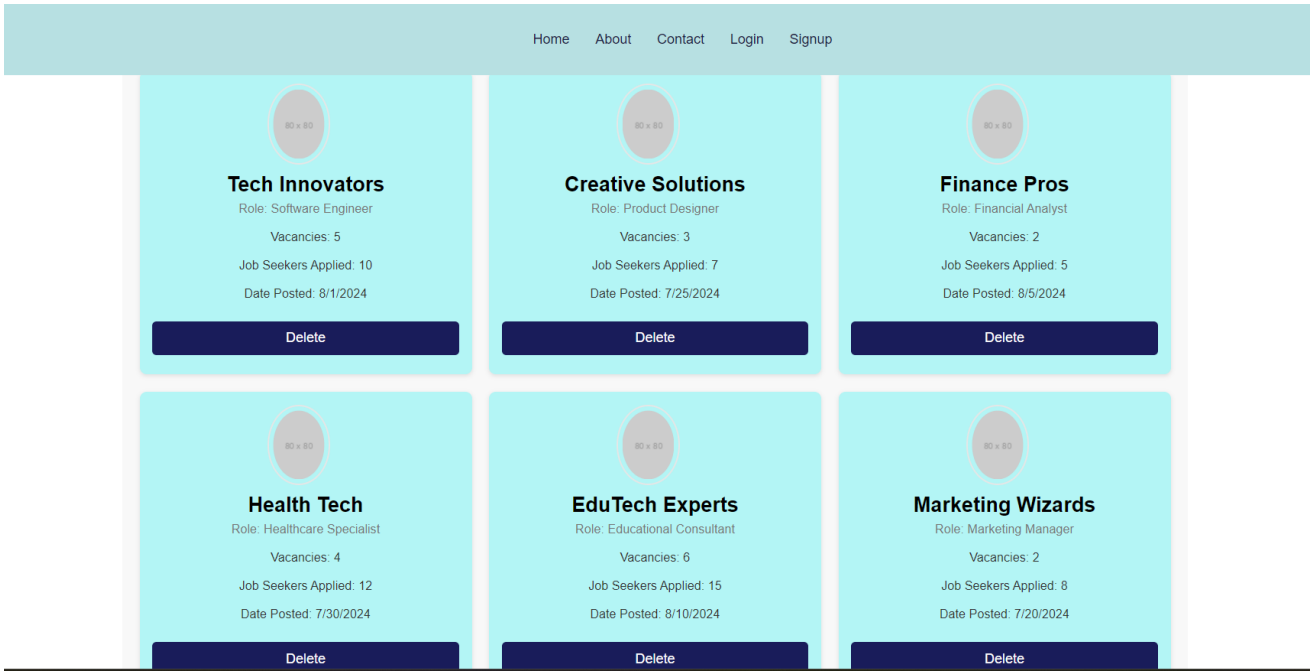 Home About Contact Login Signup
80 x 80
80 x 80
80 x 80
Tech Innovators
Role: Software Engineer
Vacancies: 5
Job Seekers Applied: 10
Date Posted: 8/1/2024
Delete
Creative Solutions
Role: Product Designer
Vacancies: 3
Job Seekers Applied: 7
Date Posted: 7/25/2024
Delete
Finance Pros
Role: Financial Analyst
Vacancies: 2
Job Seekers Applied: 5
Date Posted: 8/5/2024
Delete
80 x 80
80 x 80
80 x 80
Health Tech
Role: Healthcare Specialist
Vacancies: 4
Job Seekers Applied: 12
Date Posted: 7/30/2024
Delete
EduTech Experts
Role: Educational Consultant
Vacancies: 6
Job Seekers Applied: 15
Date Posted: 8/10/2024
Delete
Marketing Wizards
Role: Marketing Manager
Vacancies: 2
Job Seekers Applied: 8
Date Posted: 7/20/2024
Delete